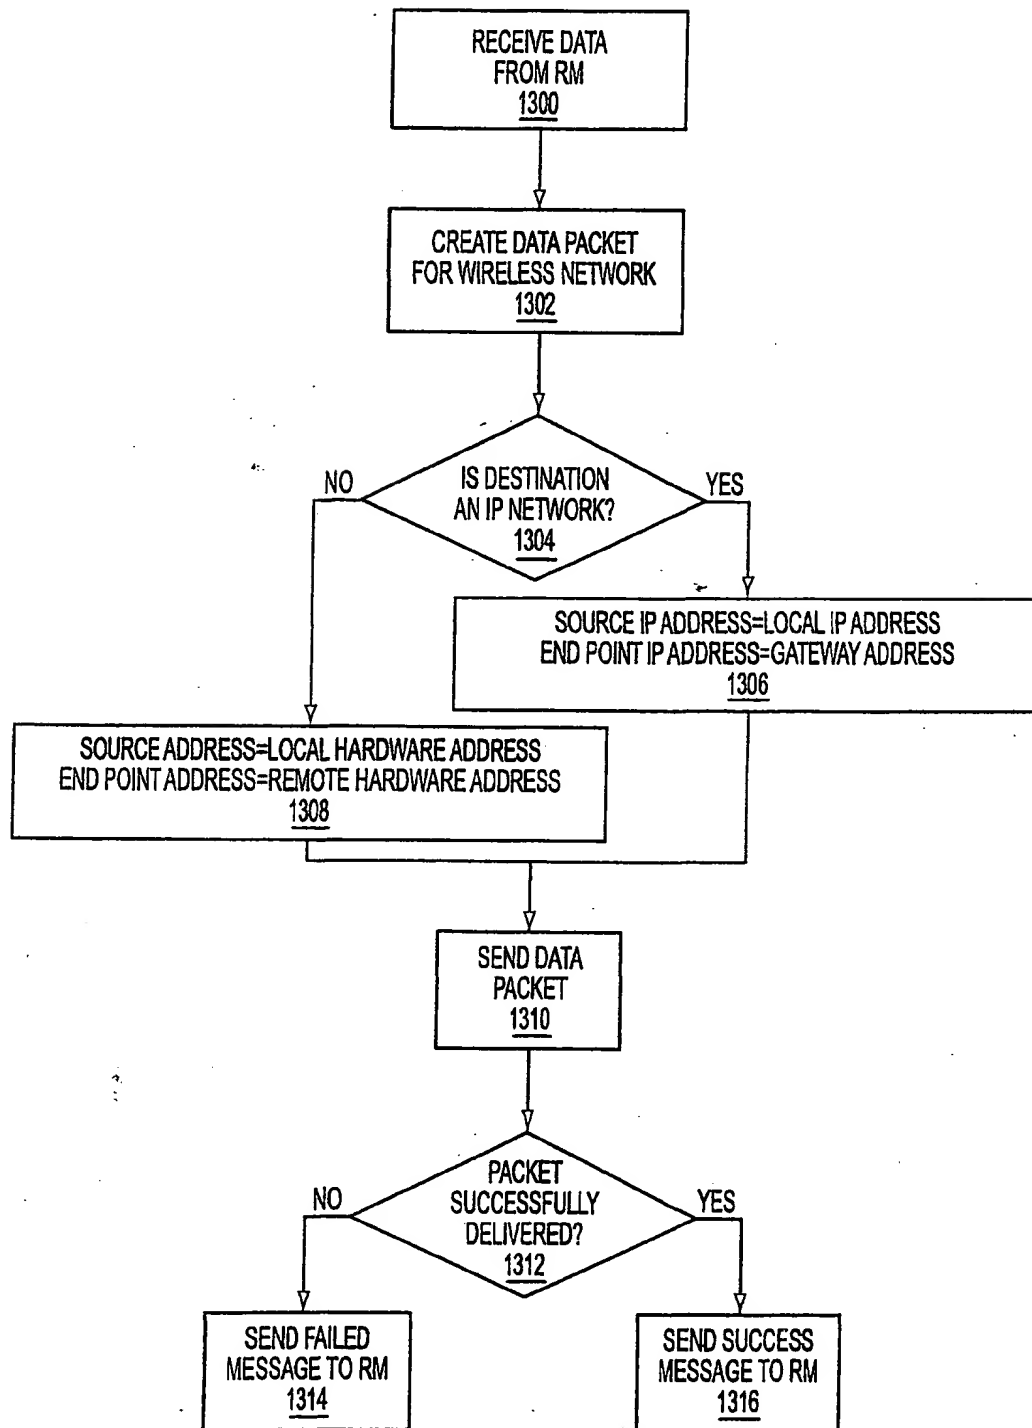 RECEIVE DATA
FROM RM
1300
CREATE DATA PACKET
FOR WIRELESS NETWORK
1302
IS DESTINATION
AN IP NETWORK?
1304
NO
YES
SOURCE IP ADDRESS=LOCAL IP ADDRESS
END POINT IP ADDRESS=GATEWAY ADDRESS
1306
SOURCE ADDRESS=LOCAL HARDWARE ADDRESS
END POINT ADDRESS=REMOTE HARDWARE ADDRESS
1308
SEND DATA
PACKET
1310
PACKET
SUCCESSFULLY
DELIVERED?
1312
NO
YES
SEND FAILED
MESSAGE TO RM
1314
SEND SUCCESS
MESSAGE TO RM
1316